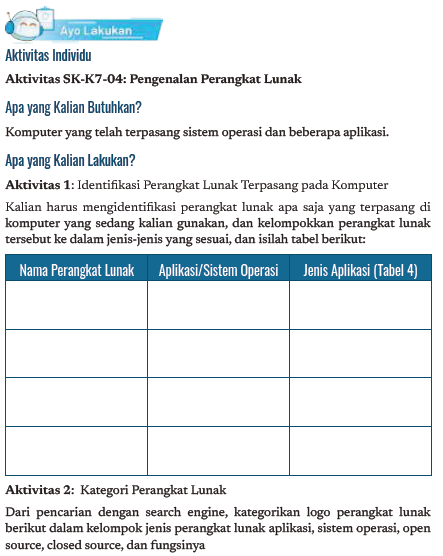 Ayo Lakukan
Aktivitas Individu
Aktivitas SK-K7-04: Pengenalan Perangkat Lunak
Apa yang Kalian Butuhkan?
Komputer yang telah terpasang sistem operasi dan beberapa aplikasi.
Apa yang Kalian Lakukan?
Aktivitas 1: Identifikasi Perangkat Lunak Terpasang pada Komputer
Kalian harus mengidentifikasi perangkat lunak apa saja yang terpasang di
komputer yang sedang kalian gunakan, dan kelompokkan perangkat lunak
tersebut ke dalam jenis-jenis yang sesuai, dan isilah tabel berikut:
Nama Perangkat Lunak Aplikasi/Sistem Operasi Jenis Aplikasi (Tabel 4)
Aktivitas 2: Kategori Perangkat Lunak
Dari pencarian dengan search engine, kategorikan logo perangkat lunak
berikut dalam kelompok jenis perangkat lunak aplikasi, sistem operasi, open
source, closed source, dan fungsinya